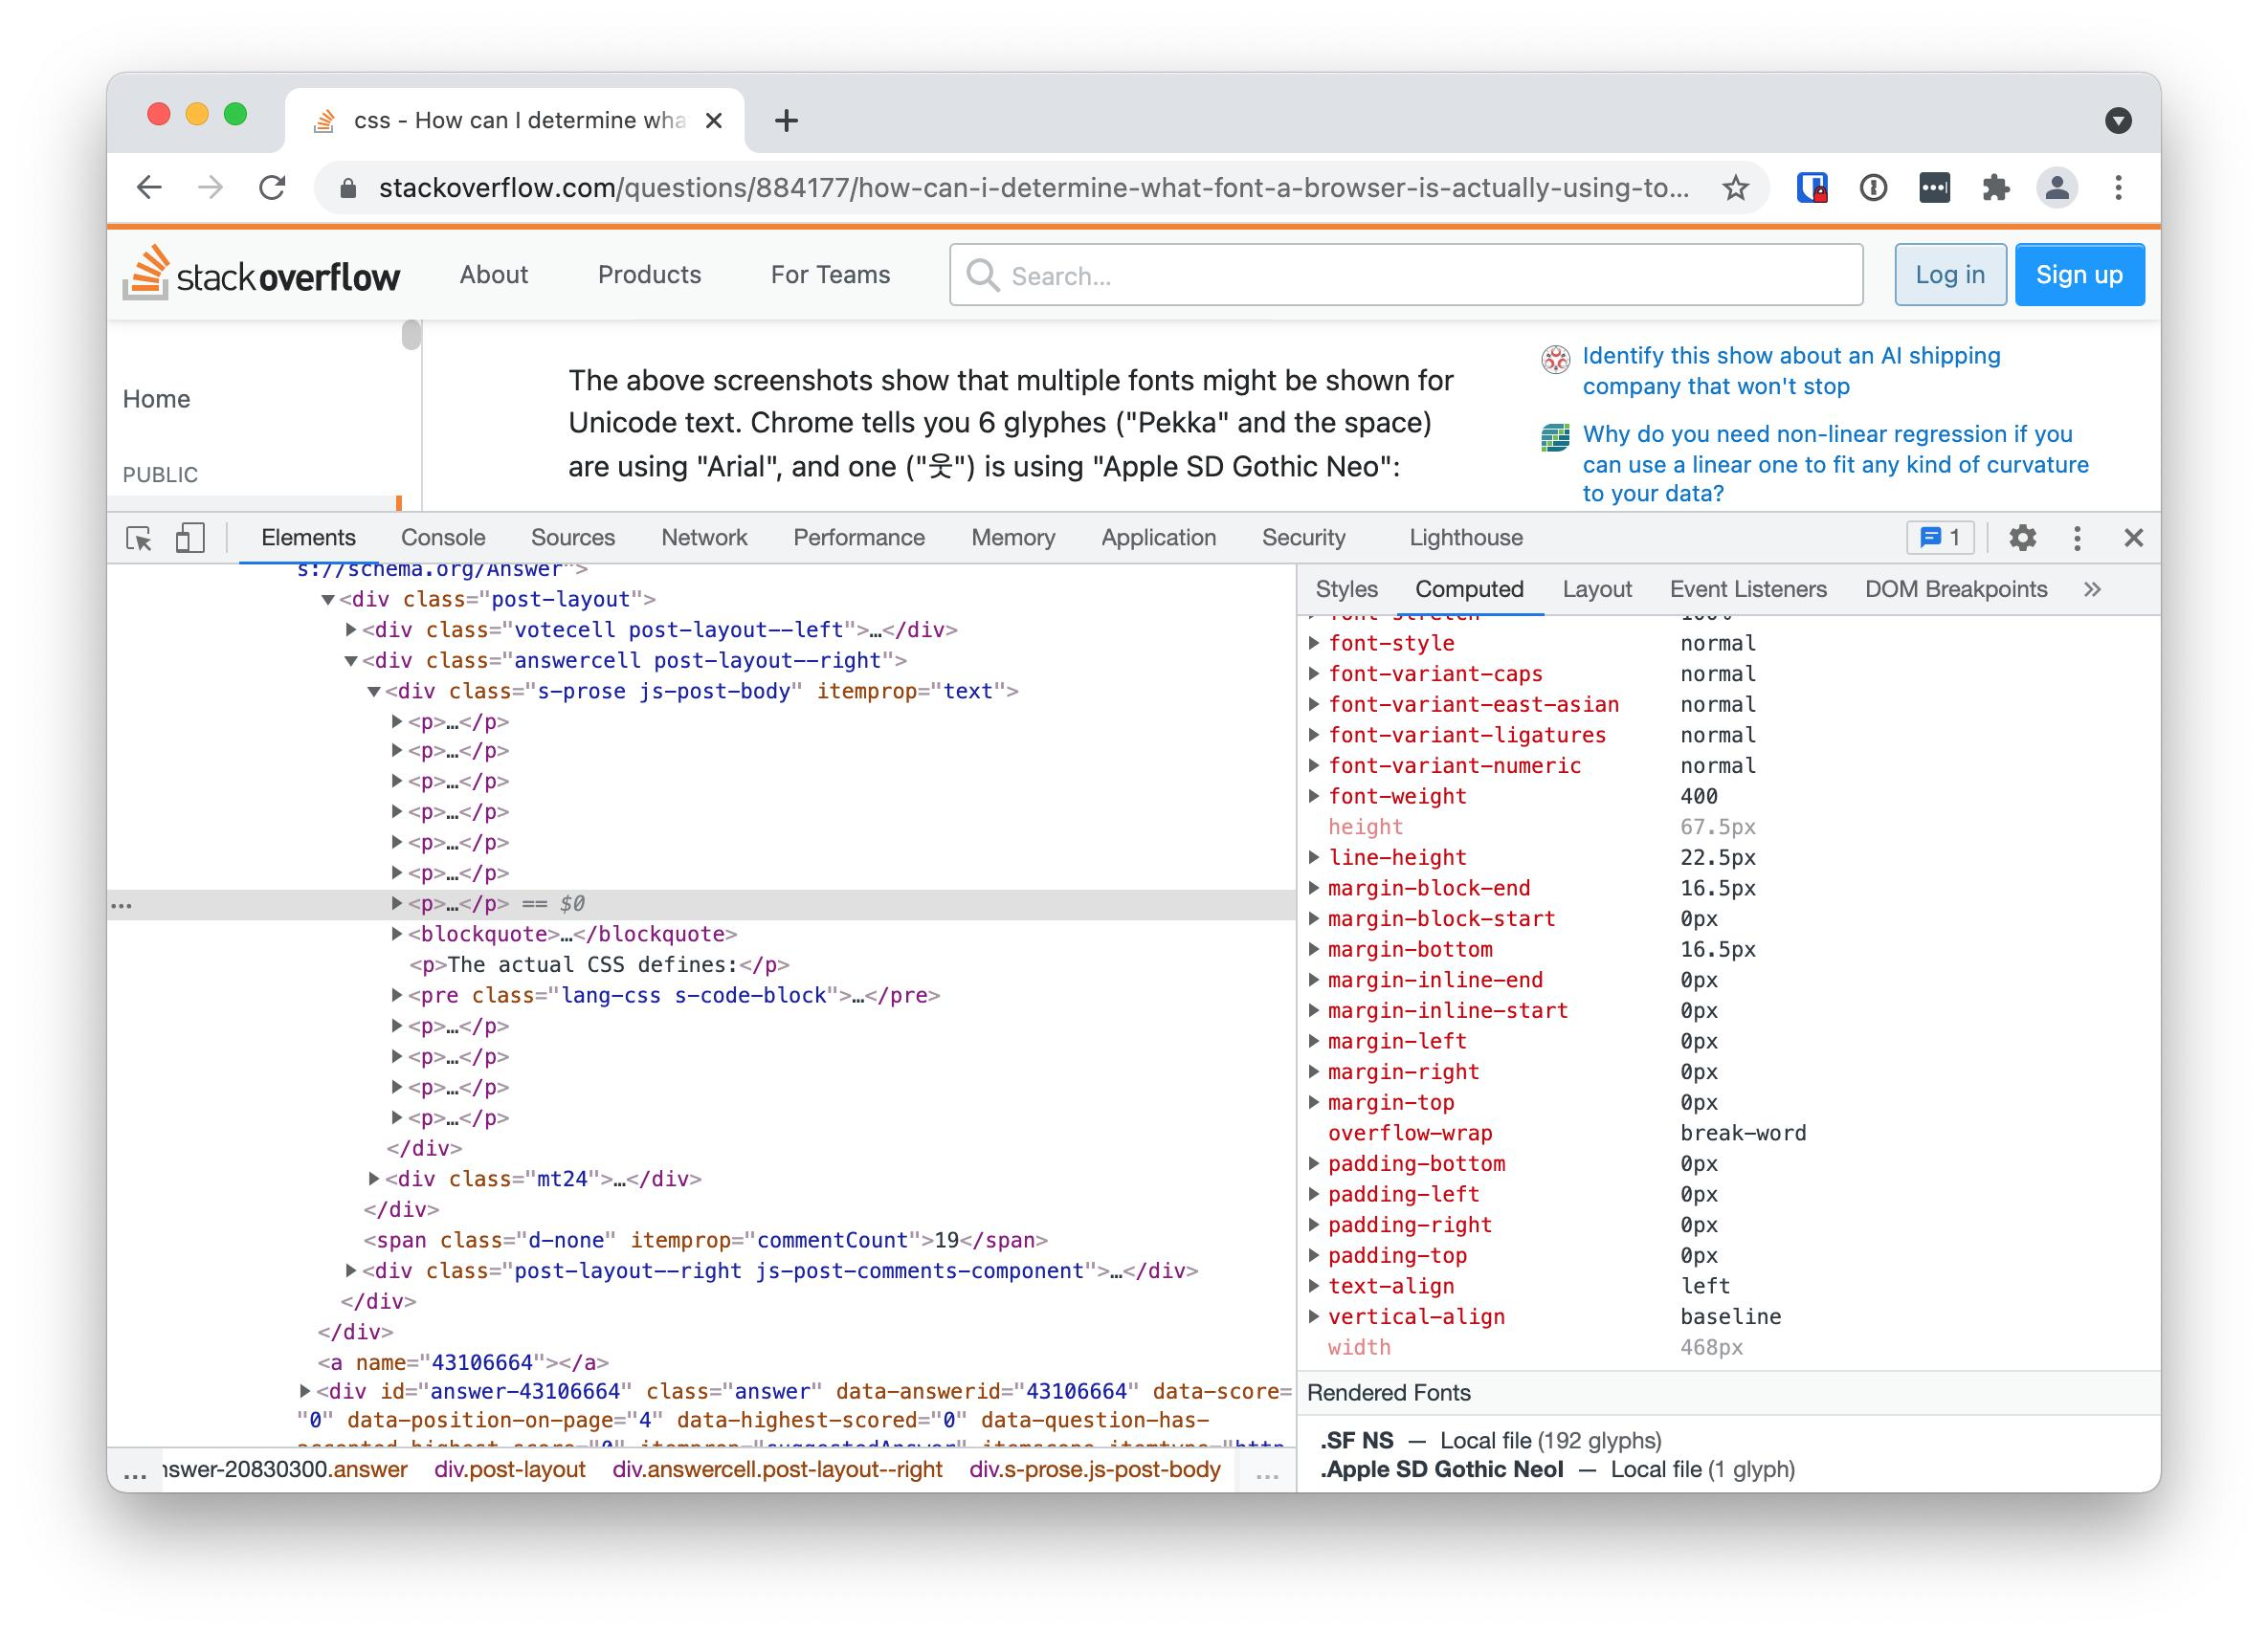 css - How can I determine wha
stackoverflow.com/questions/884177/how-can-i-determine-what-font-a-browser-is-actually-using-to...
stackoverflow About Products For Teams Search... Log in Sign up
Home
PUBLIC
The above screenshots show that multiple fonts might be shown for
Unicode text. Chrome tells you 6 glyphes ("Pekka" and the space)
are using "Arial", and one ("웃") is using "Apple SD Gothic Neo":
Identify this show about an AI shipping
company that won't stop
Why do you need non-linear regression if you
can use a linear one to fit any kind of curvature
to your data?
Elements Console Sources Network Performance Memory Application Security Lighthouse 1
s://schema.org/Answer">
<div class="post-layout">
<div class="votecell post-layout--left">…</div>
<div class="answercell post-layout--right">
<div class="s-prose js-post-body" itemprop="text">
<p>…</p>
<p>…</p>
<p>…</p>
<p>…</p>
<p>…</p>
<p>…</p>
<p>…</p> == $0
<blockquote>…</blockquote>
<p>The actual CSS defines:</p>
<pre class="lang-css s-code-block">…</pre>
<p>…</p>
<p>…</p>
<p>…</p>
<p>…</p>
</div>
<div class="mt24">…</div>
</div>
<span class="d-none" itemprop="commentCount">19</span>
<div class="post-layout--right js-post-comments-component">…</div>
</div>
</div>
<a name="43106664"></a>
<div id="answer-43106664" class="answer" data-answerid="43106664" data-score=
"0" data-position-on-page="4" data-highest-scored="0" data-question-has-
accepted-highest-score="0" itemprop="suggestedAnswer" itemscope itemtype="http
... nswer-20830300.answer div.post-layout div.answercell.post-layout--right div.s-prose.js-post-body ...
Styles Computed Layout Event Listeners DOM Breakpoints »
font-stretch 100%
font-style normal
font-variant-caps normal
font-variant-east-asian normal
font-variant-ligatures normal
font-variant-numeric normal
font-weight 400
height 67.5px
line-height 22.5px
margin-block-end 16.5px
margin-block-start 0px
margin-bottom 16.5px
margin-inline-end 0px
margin-inline-start 0px
margin-left 0px
margin-right 0px
margin-top 0px
overflow-wrap break-word
padding-bottom 0px
padding-left 0px
padding-right 0px
padding-top 0px
text-align left
vertical-align baseline
width 468px
Rendered Fonts
.SF NS — Local file (192 glyphs)
.Apple SD Gothic NeoI — Local file (1 glyph)